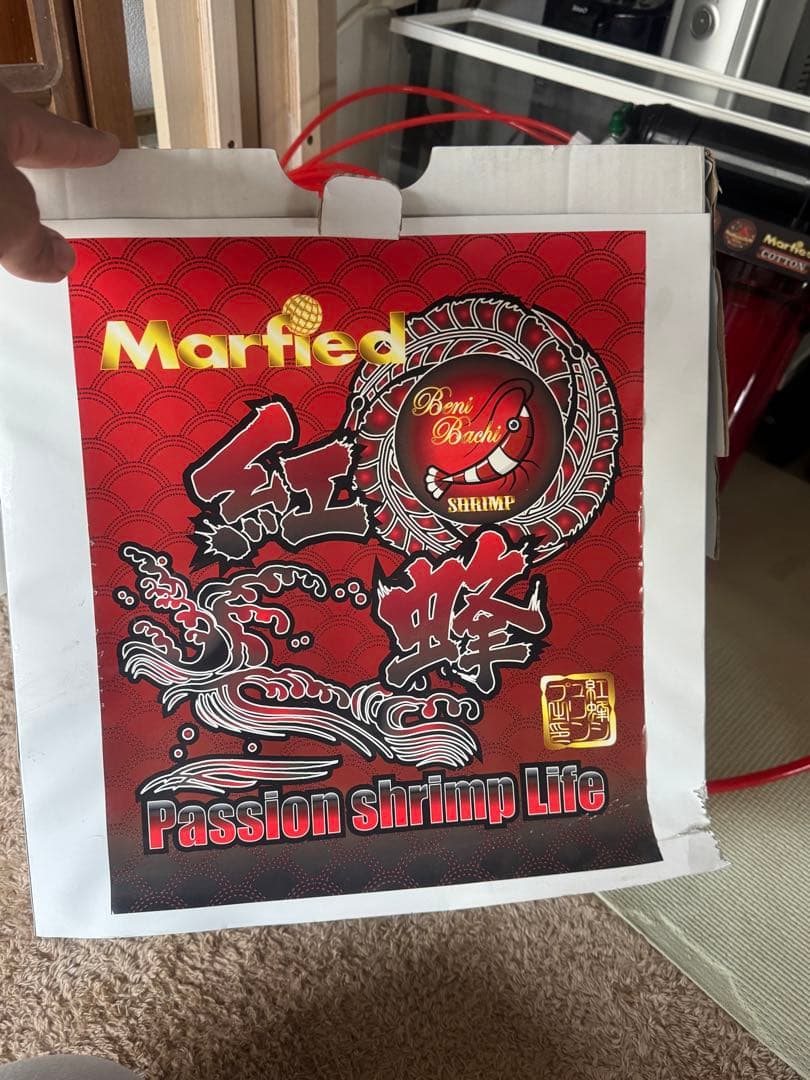 Marfied
Beni
Bachi
SHRIMP
紅
蜂
Passion shrimp Life
Marfied
COTTON